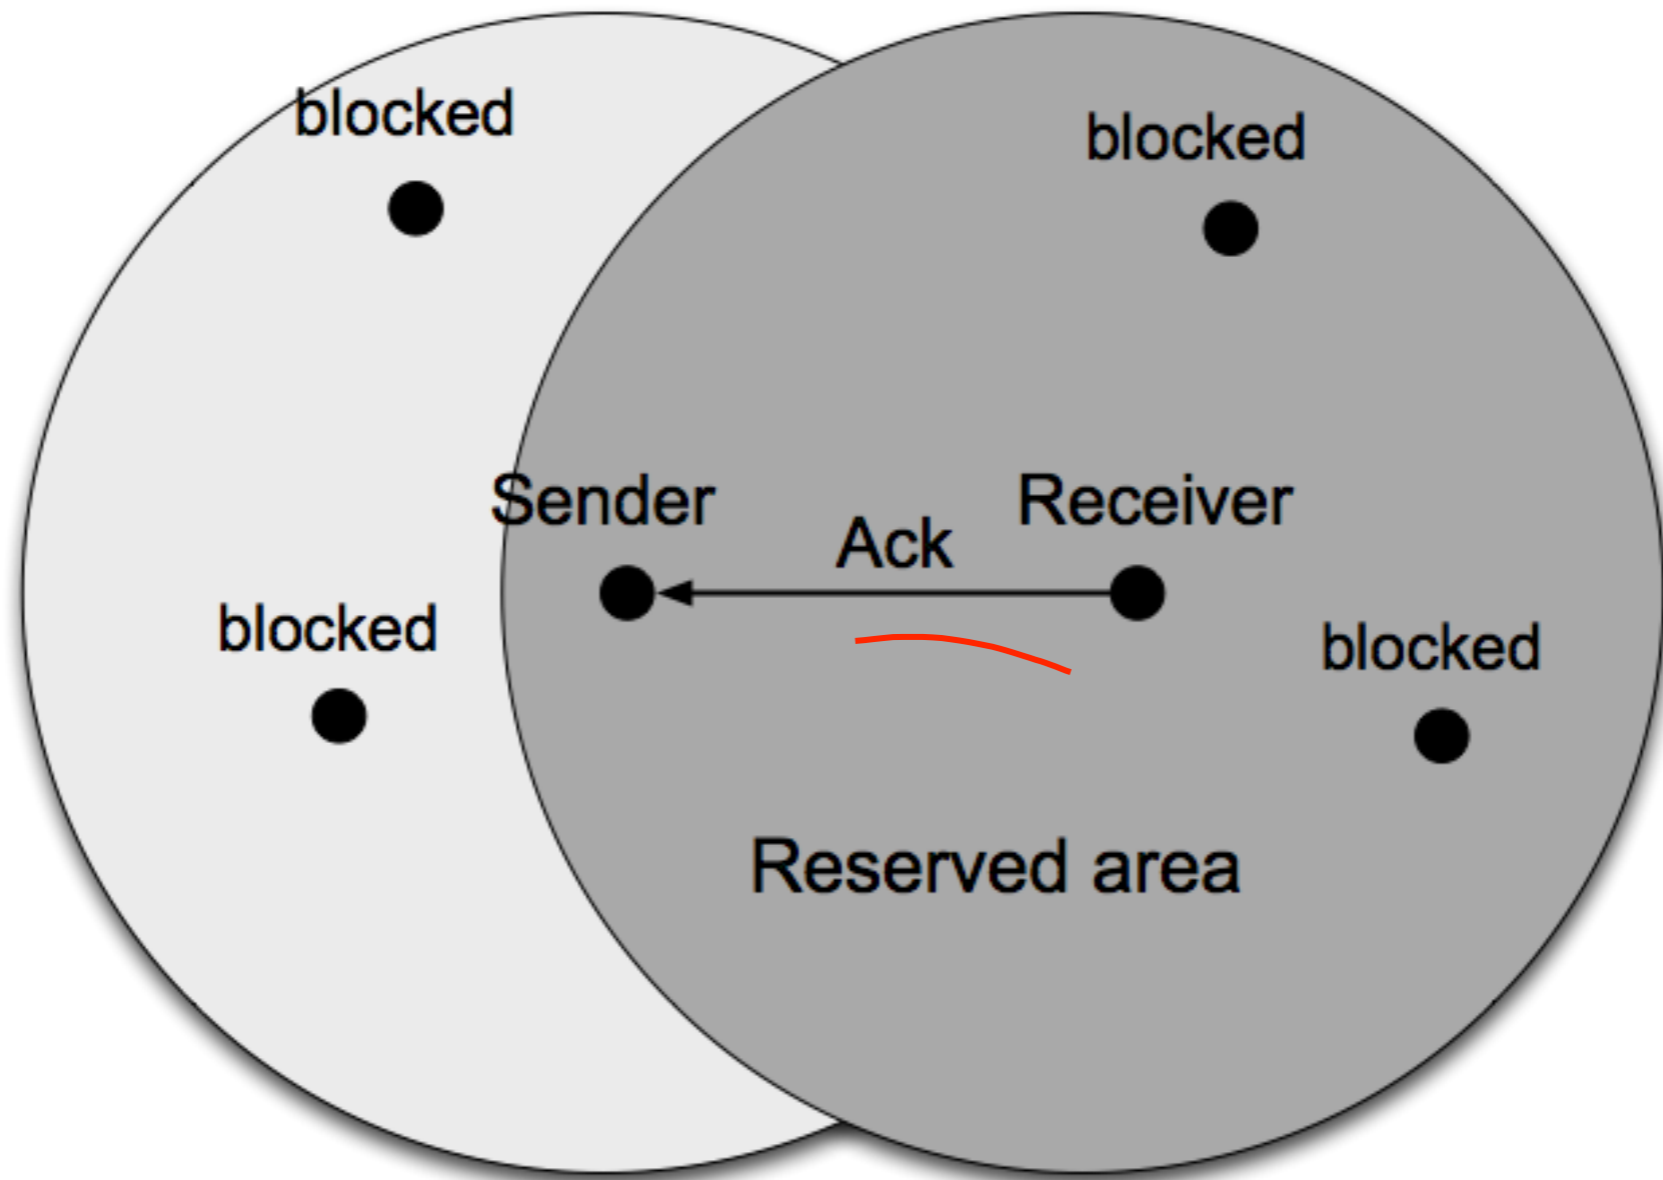 blocked
blocked
Sender
Receiver
Ack
blocked
blocked
Reserved area